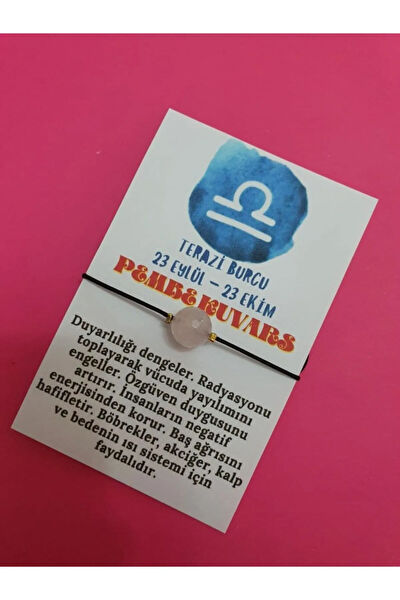 TERAZİ BURCU
23 EYLÜL – 23 EKİM
PEMBE KUVARS
Duyarlılığı dengeler. Radyasyonu
toplayarak vücuda yayılımını
engeller. Özgüven duygusunu
artırır. İnsanların negatif
enerjisinden korur. Baş ağrısını
hafifletir. Böbrekler, akciğer, kalp
ve bedenin ısı sistemi için
faydalıdır.